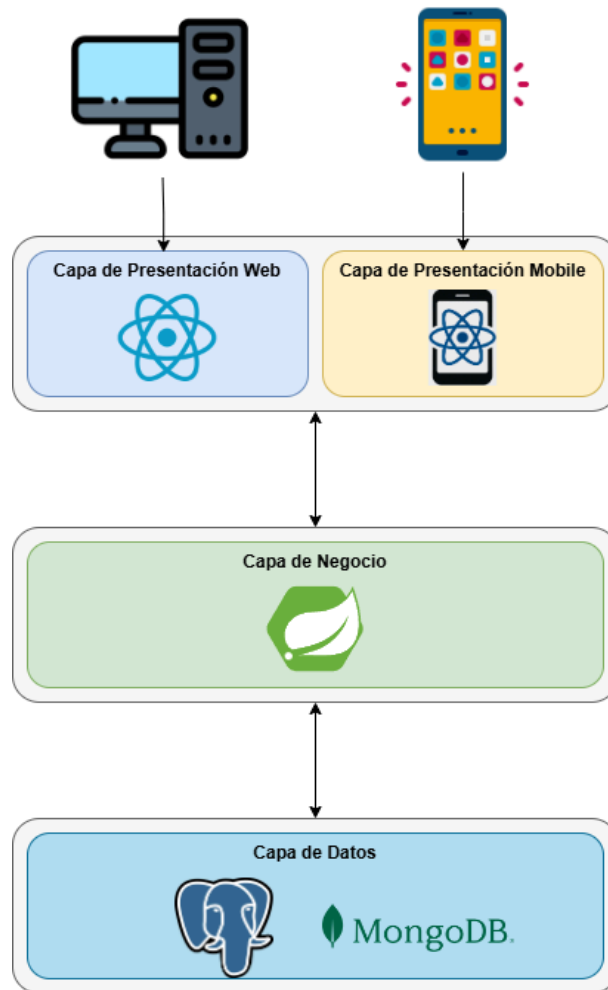 Capa de Presentación Web
Capa de Presentación Mobile
Capa de Negocio
Capa de Datos
MongoDB.